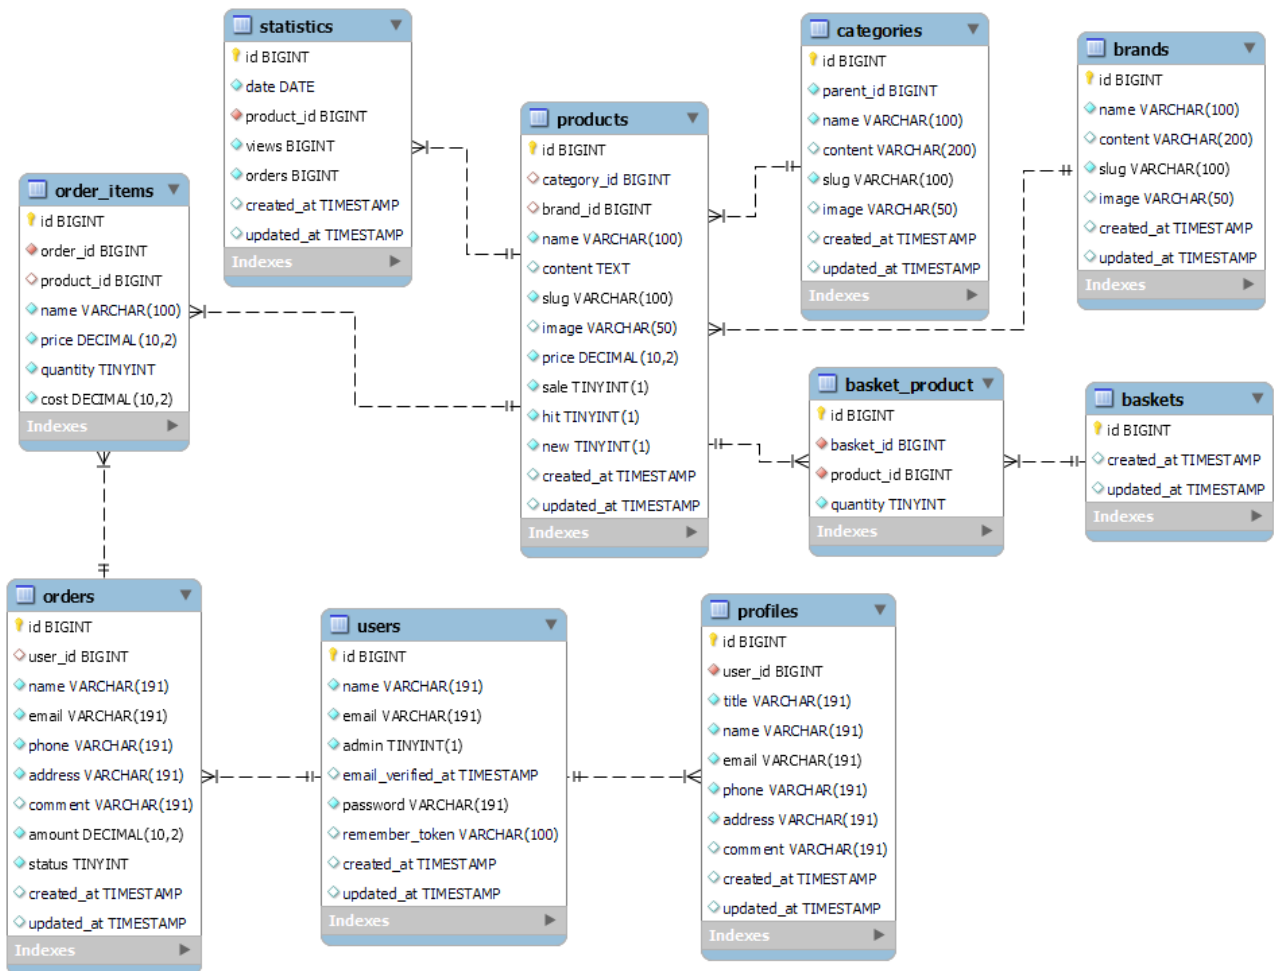 statistics
id BIGINT
date DATE
product_id BIGINT
views BIGINT
orders BIGINT
created_at TIMESTAMP
updated_at TIMESTAMP
Indexes
categories
id BIGINT
parent_id BIGINT
name VARCHAR(100)
content VARCHAR(200)
slug VARCHAR(100)
image VARCHAR(50)
created_at TIMESTAMP
updated_at TIMESTAMP
Indexes
brands
id BIGINT
name VARCHAR(100)
content VARCHAR(200)
slug VARCHAR(100)
image VARCHAR(50)
created_at TIMESTAMP
updated_at TIMESTAMP
Indexes
products
id BIGINT
category_id BIGINT
brand_id BIGINT
name VARCHAR(100)
content TEXT
slug VARCHAR(100)
image VARCHAR(50)
price DECIMAL(10,2)
sale TINYINT(1)
hit TINYINT(1)
new TINYINT(1)
created_at TIMESTAMP
updated_at TIMESTAMP
Indexes
order_items
id BIGINT
order_id BIGINT
product_id BIGINT
name VARCHAR(100)
price DECIMAL(10,2)
quantity TINYINT
cost DECIMAL(10,2)
Indexes
basket_product
id BIGINT
basket_id BIGINT
product_id BIGINT
quantity TINYINT
Indexes
baskets
id BIGINT
created_at TIMESTAMP
updated_at TIMESTAMP
Indexes
orders
id BIGINT
user_id BIGINT
name VARCHAR(191)
email VARCHAR(191)
phone VARCHAR(191)
address VARCHAR(191)
comment VARCHAR(191)
amount DECIMAL(10,2)
status TINYINT
created_at TIMESTAMP
updated_at TIMESTAMP
Indexes
users
id BIGINT
name VARCHAR(191)
email VARCHAR(191)
admin TINYINT(1)
email_verified_at TIMESTAMP
password VARCHAR(191)
remember_token VARCHAR(100)
created_at TIMESTAMP
updated_at TIMESTAMP
Indexes
profiles
id BIGINT
user_id BIGINT
title VARCHAR(191)
name VARCHAR(191)
email VARCHAR(191)
phone VARCHAR(191)
address VARCHAR(191)
comment VARCHAR(191)
created_at TIMESTAMP
updated_at TIMESTAMP
Indexes